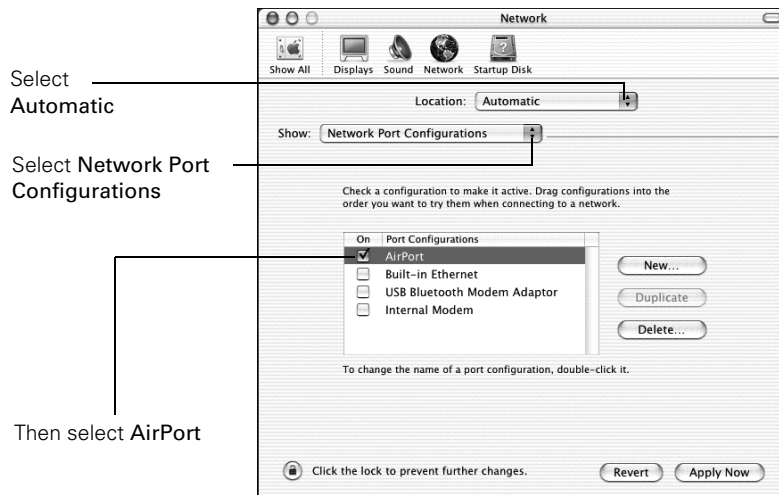 Network
Show All Displays Sound Network Startup Disk
Select
Automatic
Location: Automatic
Show: Network Port Configurations
Select Network Port
Configurations
Check a configuration to make it active. Drag configurations into the
order you want to try them when connecting to a network.
On Port Configurations
AirPort
Built-in Ethernet
USB Bluetooth Modem Adaptor
Internal Modem
New...
Duplicate
Delete...
To change the name of a port configuration, double-click it.
Then select AirPort
Click the lock to prevent further changes.
Revert Apply Now